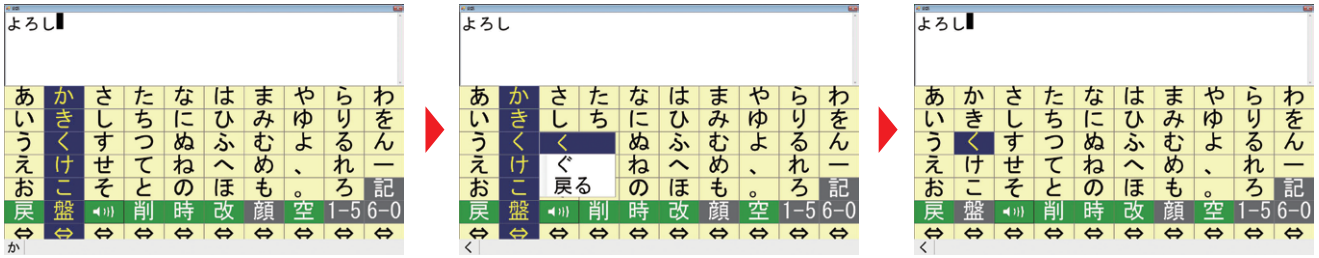 よろし
あ か さ た な は ま や ら わ
い き し ち に ひ み ゆ り を
う く す つ ぬ ふ む よ る ん
え け せ て ね へ め 、 れ ー
お こ そ と の ほ も 。 ろ 記
戻 盤 削 時 改 顔 空 1-5 6-0
⇔ ⇔ ⇔ ⇔ ⇔ ⇔ ⇔ ⇔ ⇔ ⇔
か
よろし
あ か さ た な は ま や ら わ
い き し ち に ひ み ゆ り を
う く く ぬ ふ む よ る ん
え け ぐ ね へ め 、 れ ー
お こ 戻る の ほ も 。 ろ 記
戻 盤 削 時 改 顔 空 1-5 6-0
⇔ ⇔ ⇔ ⇔ ⇔ ⇔ ⇔ ⇔ ⇔ ⇔
く
よろし
あ か さ た な は ま や ら わ
い き し ち に ひ み ゆ り を
う く す つ ぬ ふ む よ る ん
え け せ て ね へ め 、 れ ー
お こ そ と の ほ も 。 ろ 記
戻 盤 削 時 改 顔 空 1-5 6-0
⇔ ⇔ ⇔ ⇔ ⇔ ⇔ ⇔ ⇔ ⇔ ⇔
く